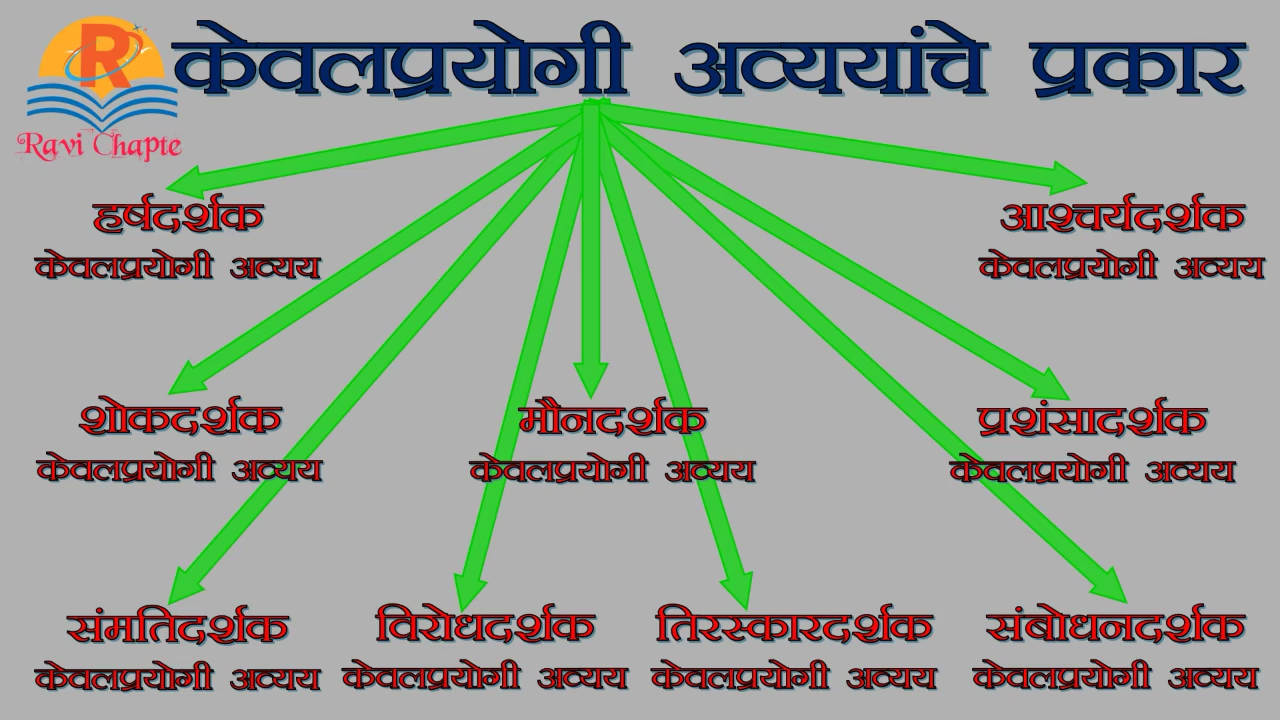 R
Ravi Chapte
केवलप्रयोगी अव्ययांचे प्रकार
हर्षदर्शक
केवलप्रयोगी अव्यय
आश्चर्यदर्शक
केवलप्रयोगी अव्यय
शोकदर्शक
केवलप्रयोगी अव्यय
मौनदर्शक
केवलप्रयोगी अव्यय
प्रशंसादर्शक
केवलप्रयोगी अव्यय
संमतिदर्शक
केवलप्रयोगी अव्यय
विरोधदर्शक
केवलप्रयोगी अव्यय
तिरस्कारदर्शक
केवलप्रयोगी अव्यय
संबोधनदर्शक
केवलप्रयोगी अव्यय